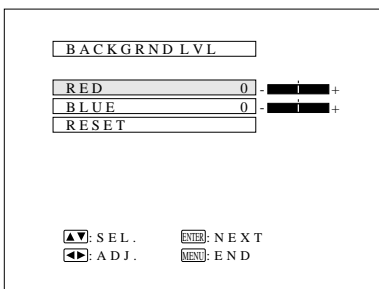 BACKGRND LVL
RED 0 - +
BLUE 0 - +
RESET
▲▼: SEL. ENTER: NEXT
◀▶: ADJ. MENU: END